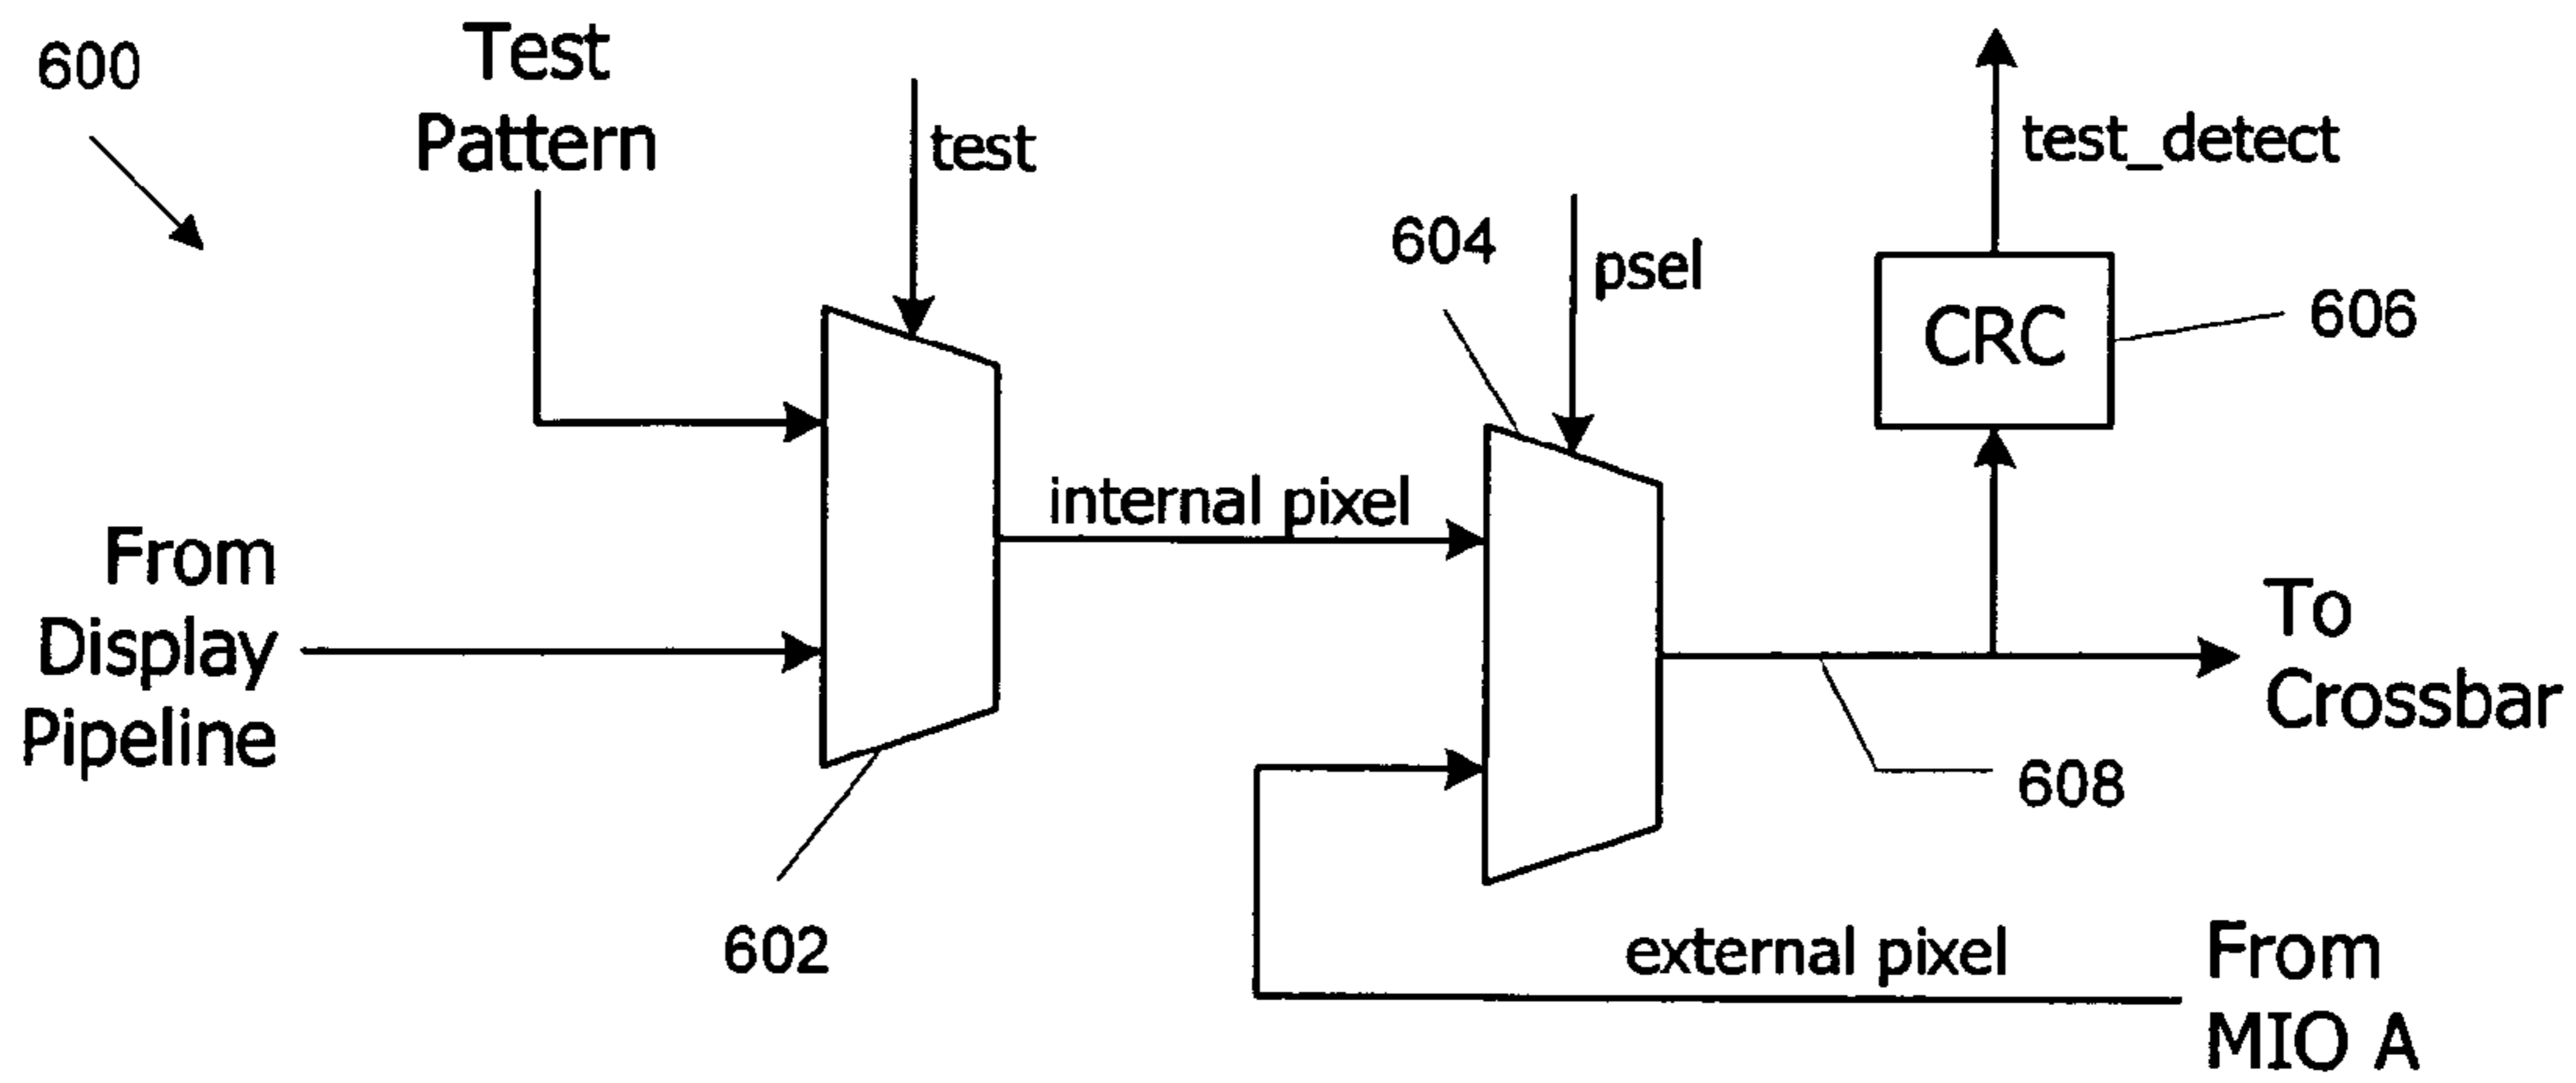 600
Test
Pattern
test
604
psel
test_detect
CRC
606
internal pixel
From
Display
Pipeline
To
Crossbar
608
602
external pixel
From
MIO A